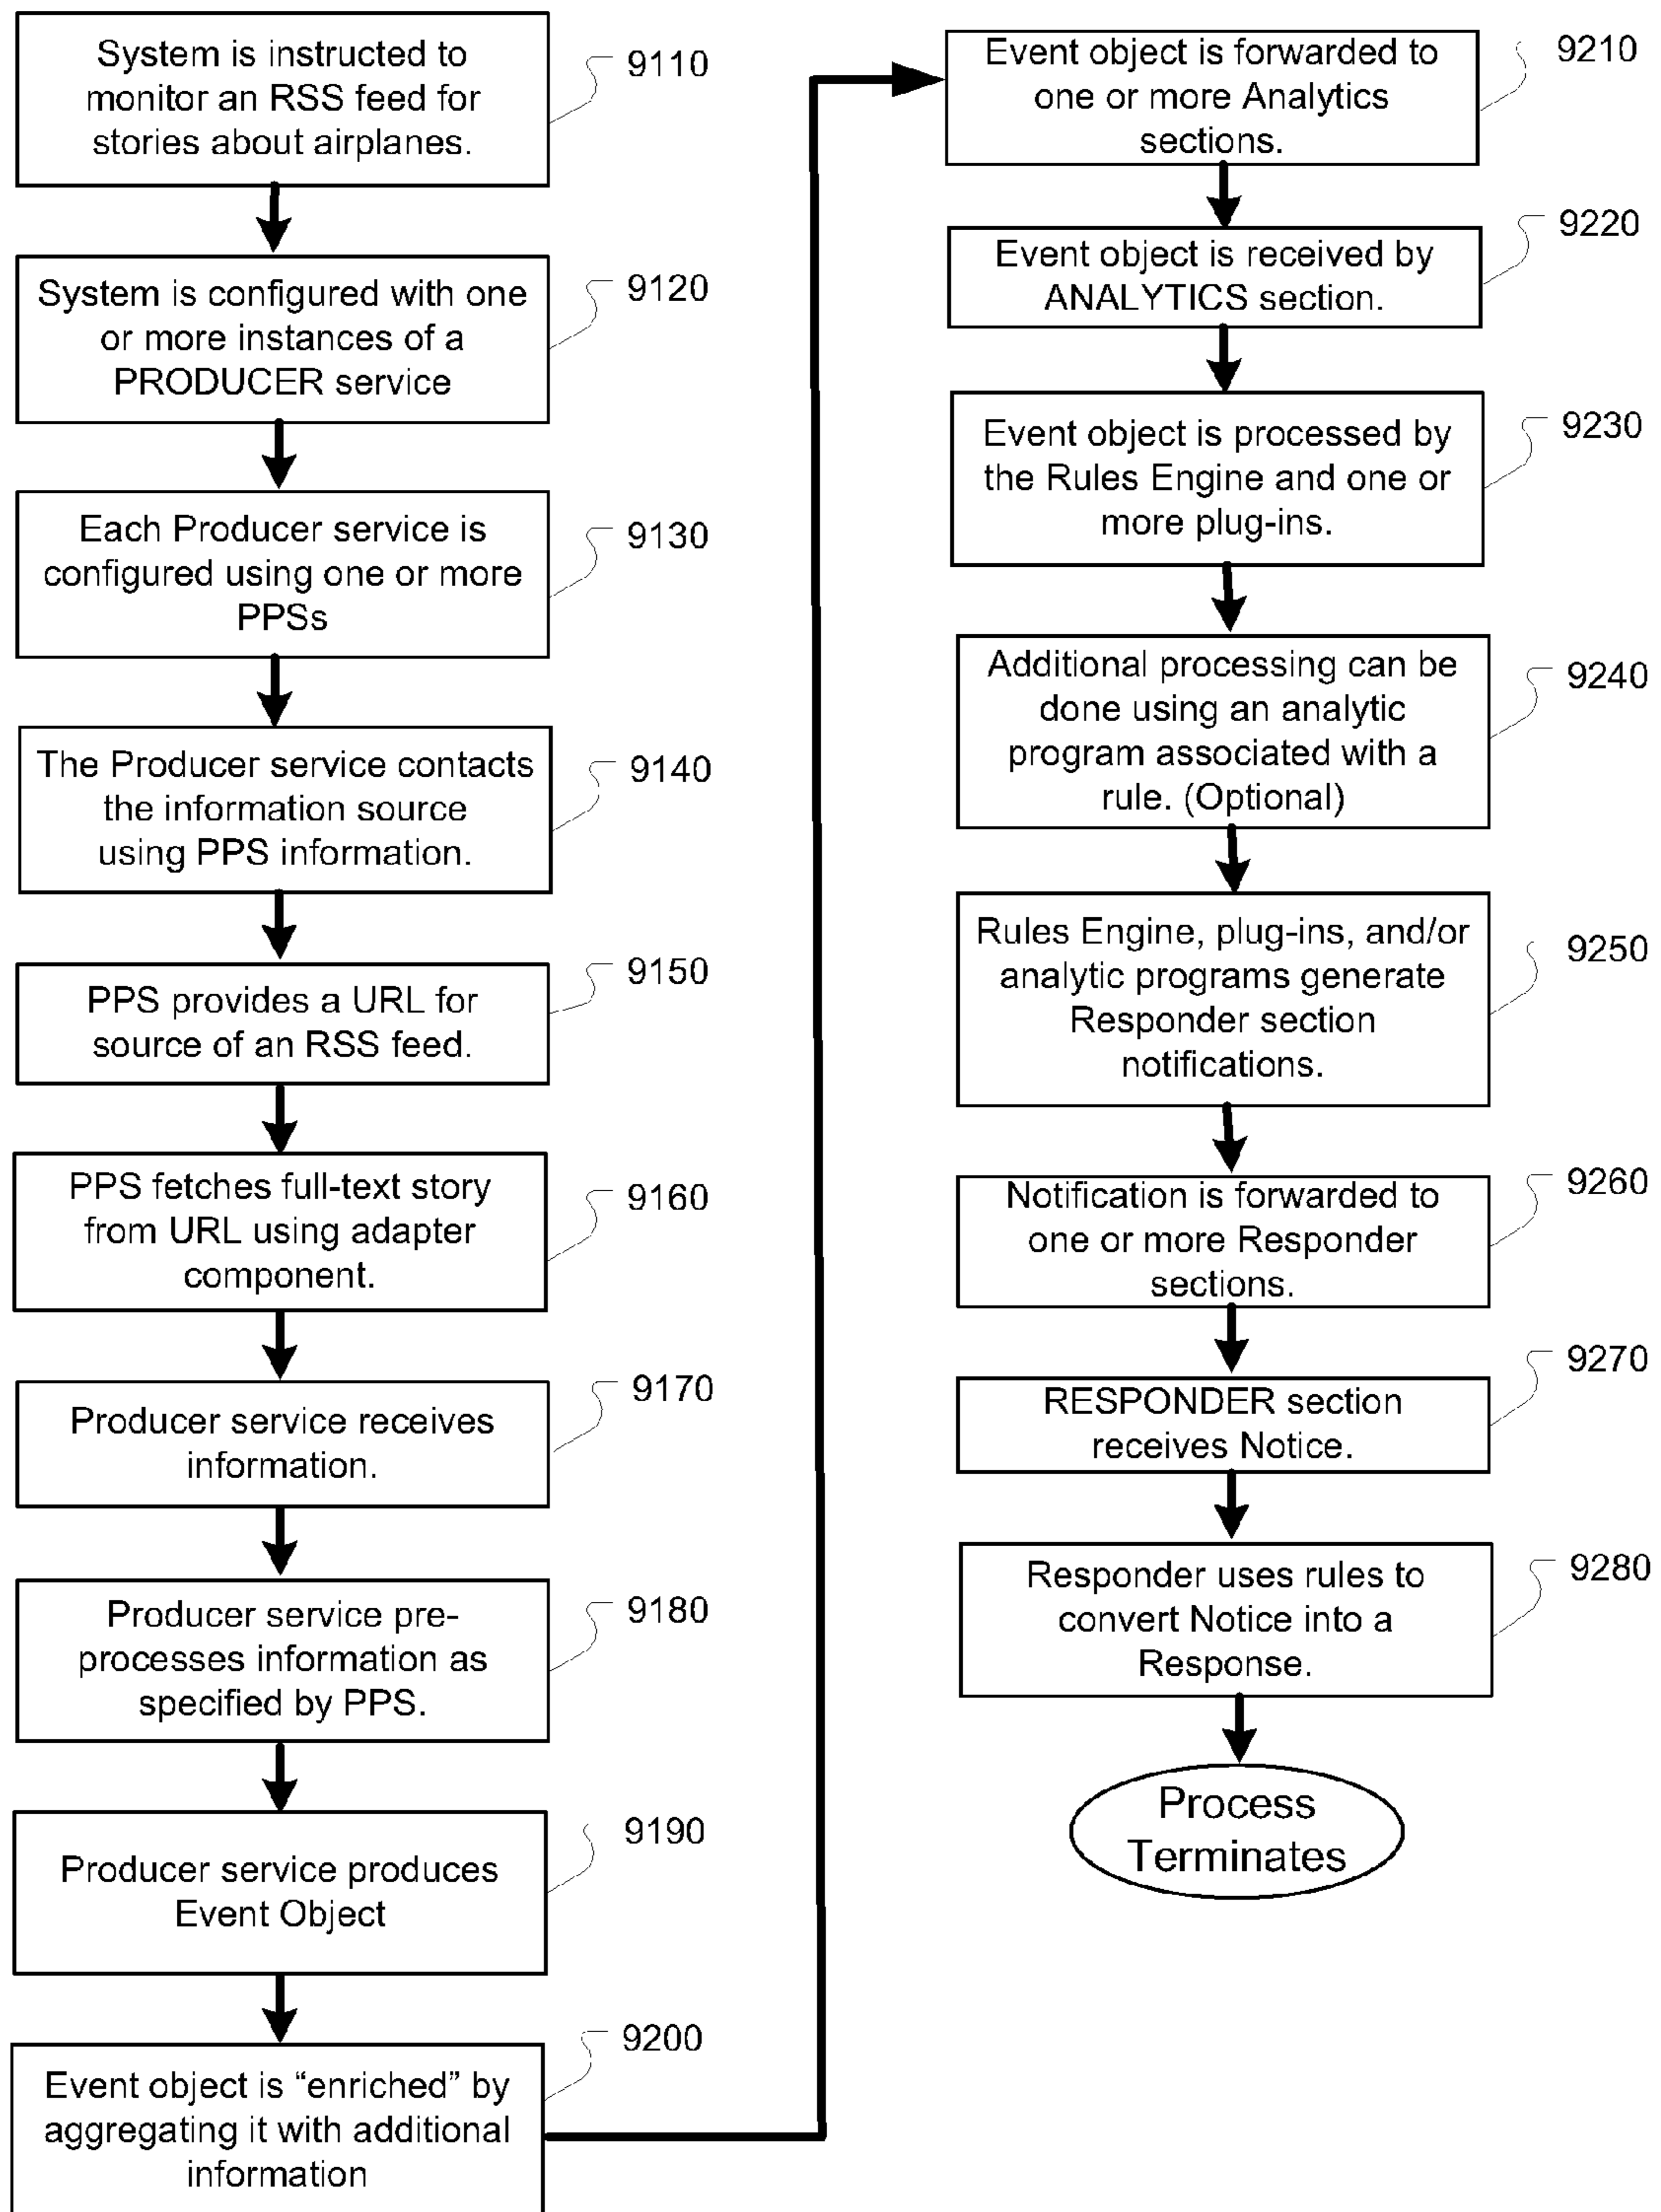 System is instructed to
monitor an RSS feed for
stories about airplanes.
9110
System is configured with one
or more instances of a
PRODUCER service
9120
Each Producer service is
configured using one or more
PPSs
9130
The Producer service contacts
the information source
using PPS information.
9140
PPS provides a URL for
source of an RSS feed.
9150
PPS fetches full-text story
from URL using adapter
component.
9160
Producer service receives
information.
9170
Producer service pre-
processes information as
specified by PPS.
9180
Producer service produces
Event Object
9190
Event object is “enriched” by
aggregating it with additional
information
9200
Event object is forwarded to
one or more Analytics
sections.
9210
Event object is received by
ANALYTICS section.
9220
Event object is processed by
the Rules Engine and one or
more plug-ins.
9230
Additional processing can be
done using an analytic
program associated with a
rule. (Optional)
9240
Rules Engine, plug-ins, and/or
analytic programs generate
Responder section
notifications.
9250
Notification is forwarded to
one or more Responder
sections.
9260
RESPONDER section
receives Notice.
9270
Responder uses rules to
convert Notice into a
Response.
9280
Process
Terminates